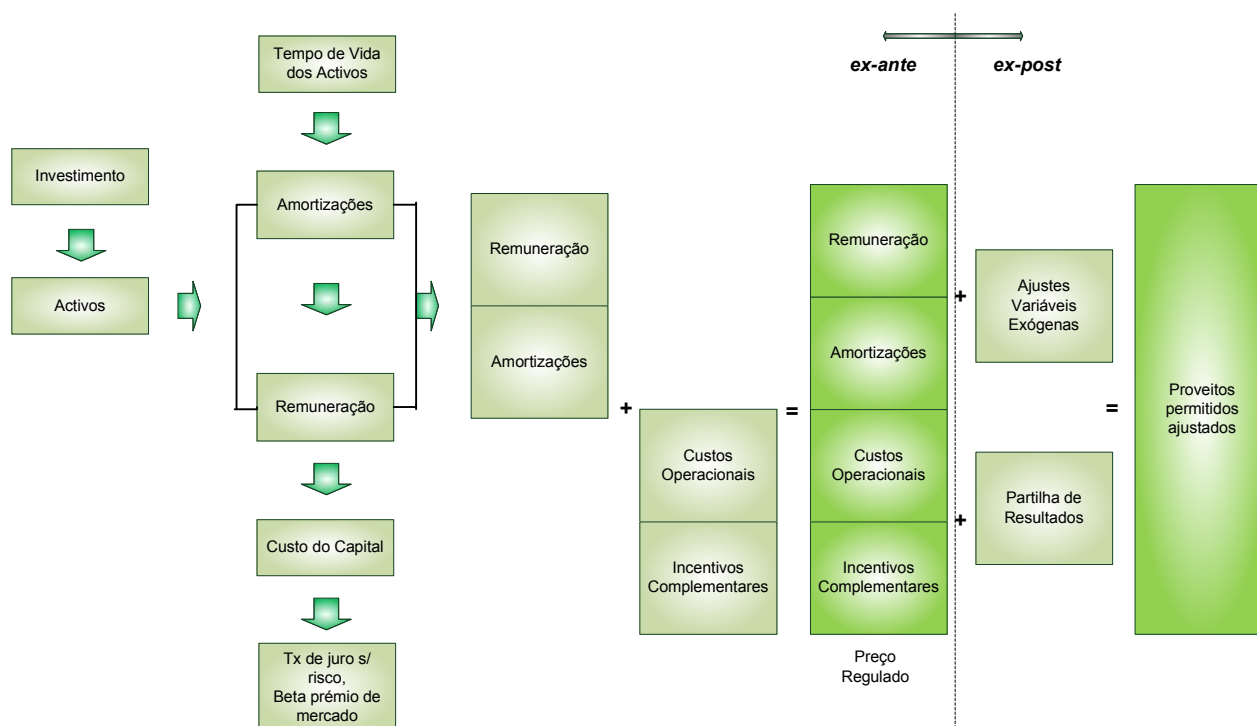 Tempo de Vida
dos Activos
ex-ante
ex-post
Investimento
Activos
Amortizações
Remuneração
Custo do Capital
Tx de juro s/
risco,
Beta prémio de
mercado
Remuneração
Amortizações
+
Custos
Operacionais
Incentivos
Complementares
=
Remuneração
Amortizações
Custos
Operacionais
Incentivos
Complementares
Preço
Regulado
+
Ajustes
Variáveis
Exógenas
+
Partilha de
Resultados
=
Proveitos
permitidos
ajustados